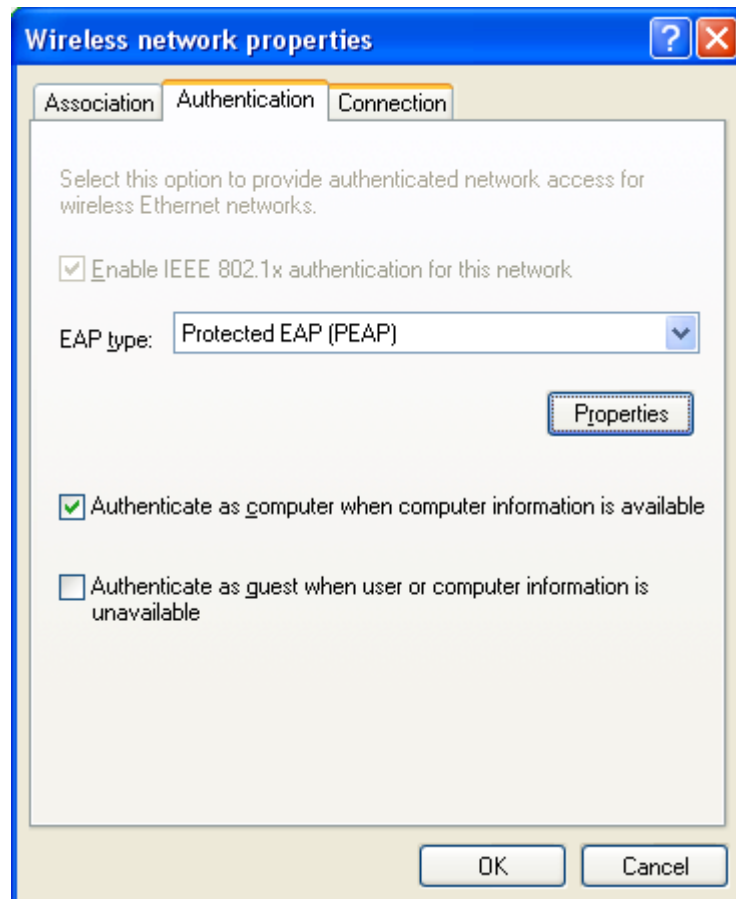 Wireless network properties
Association Authentication Connection
Select this option to provide authenticated network access for
wireless Ethernet networks.
Enable IEEE 802.1x authentication for this network
EAP type: Protected EAP (PEAP)
Properties
Authenticate as computer when computer information is available
Authenticate as guest when user or computer information is
unavailable
OK Cancel